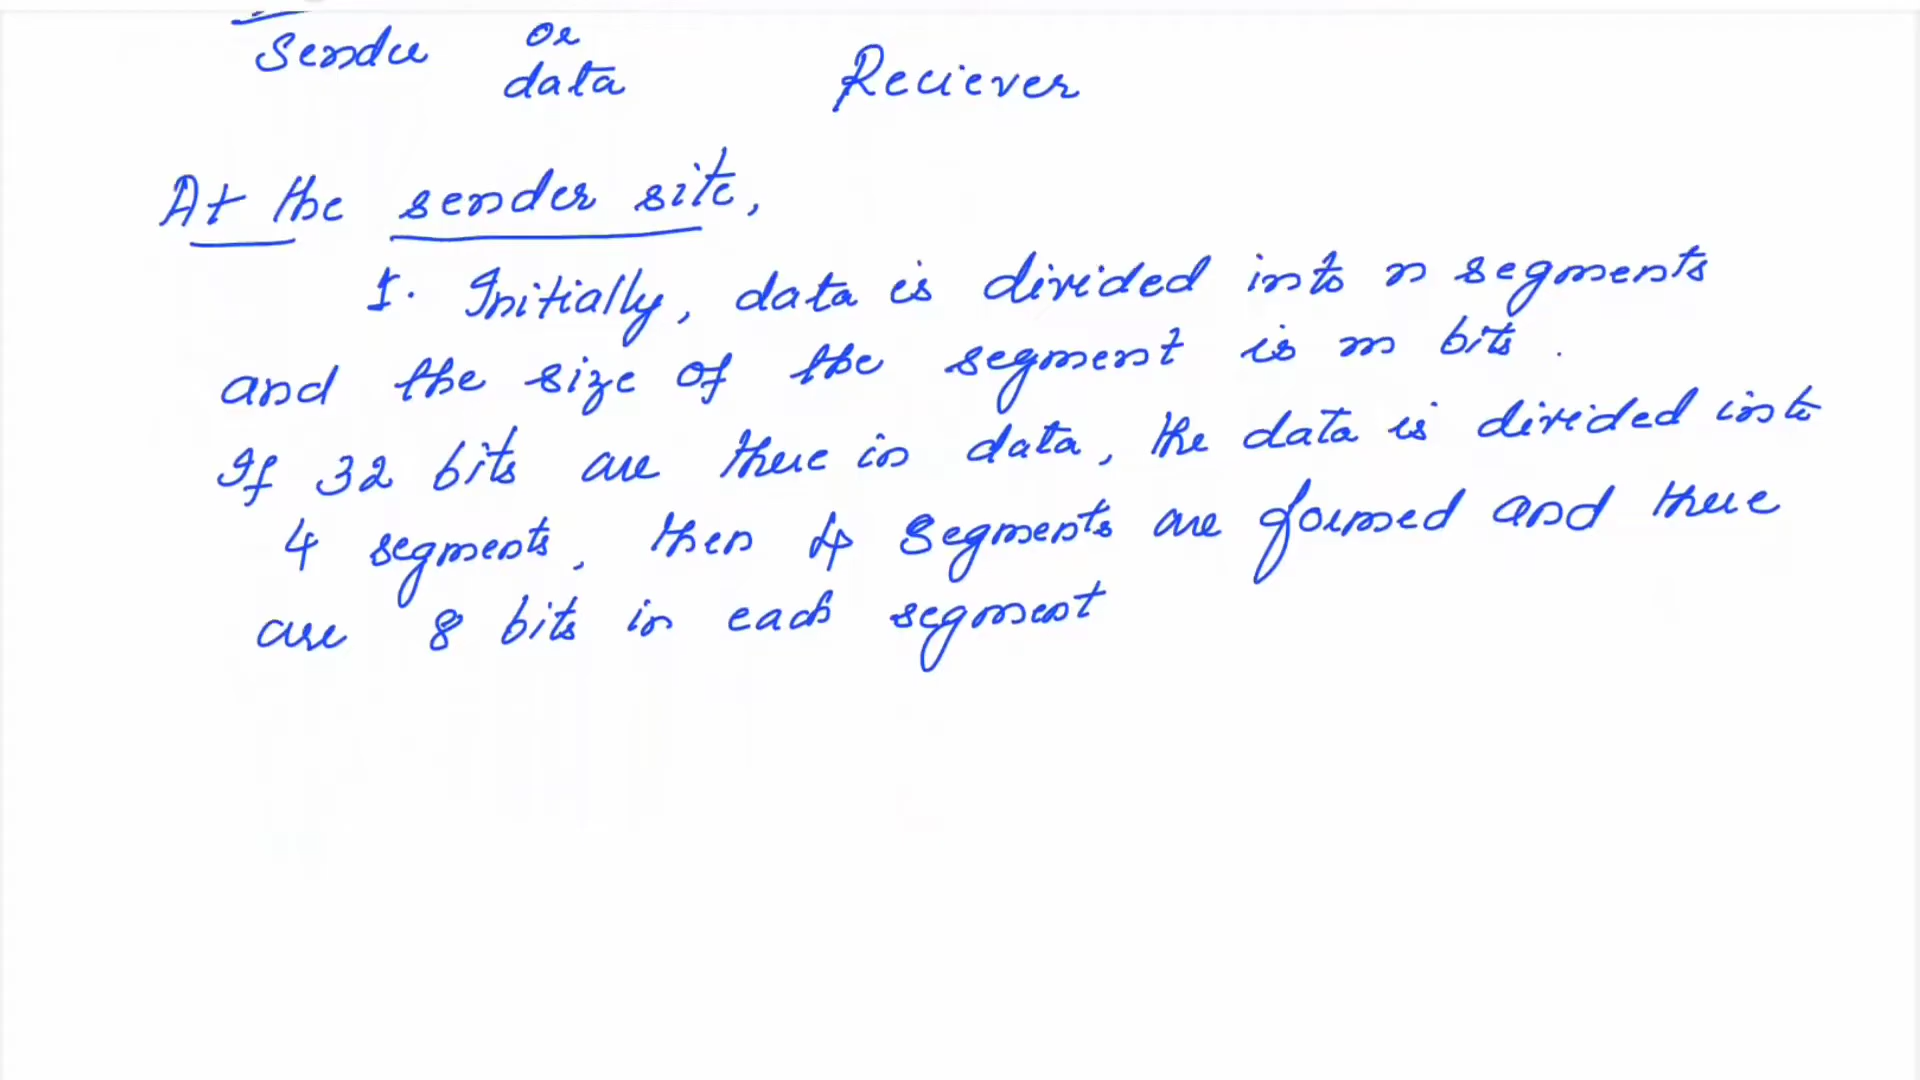 Sender or data Reciever
At the sender site,
1. Initially, data is divided into n segments
and the size of the segment is m bits.
If 32 bits are there in data, the data is divided into
4 segments, then 4 segments are formed and there
are 8 bits in each segment